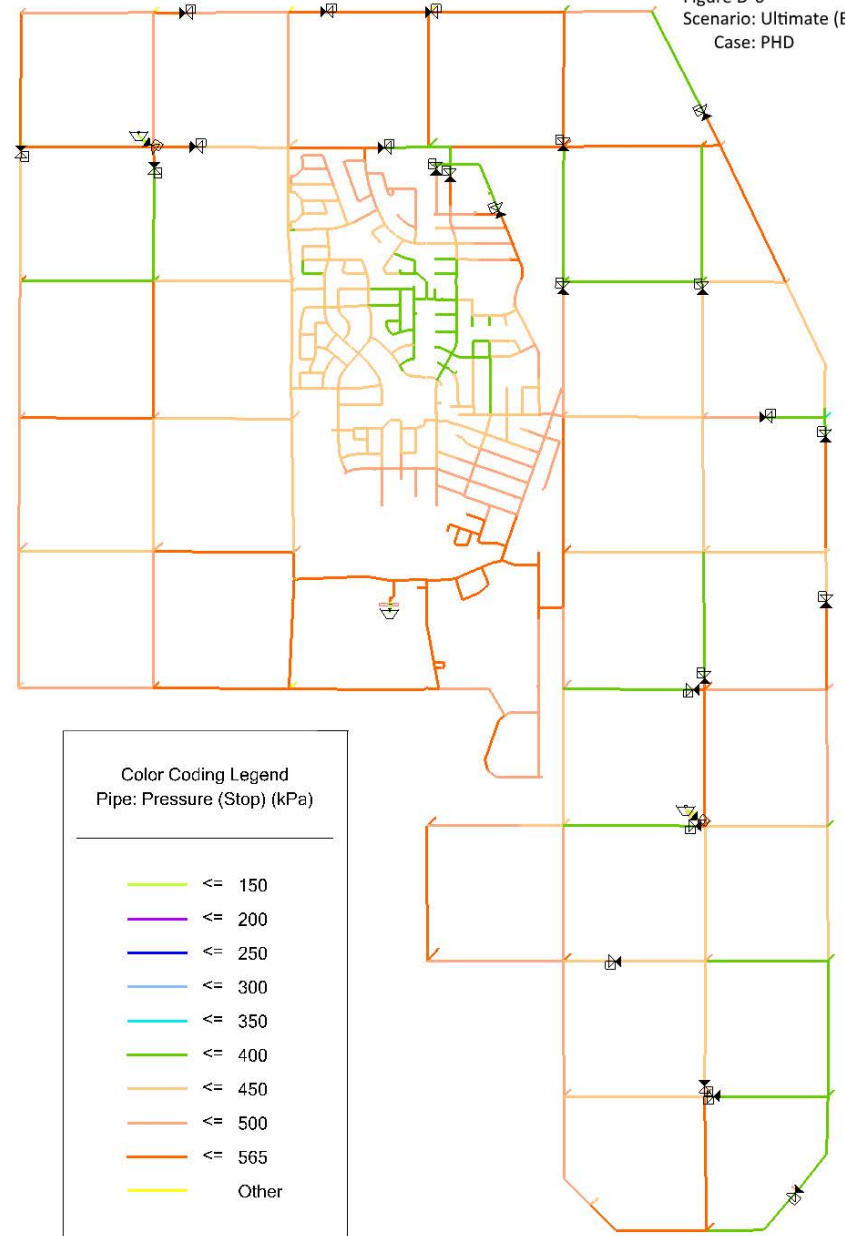 Scenario: Ultimate (B
Case: PHD
Color Coding Legend
Pipe: Pressure (Stop) (kPa)
<= 150
<= 200
<= 250
<= 300
<= 350
<= 400
<= 450
<= 500
<= 565
Other